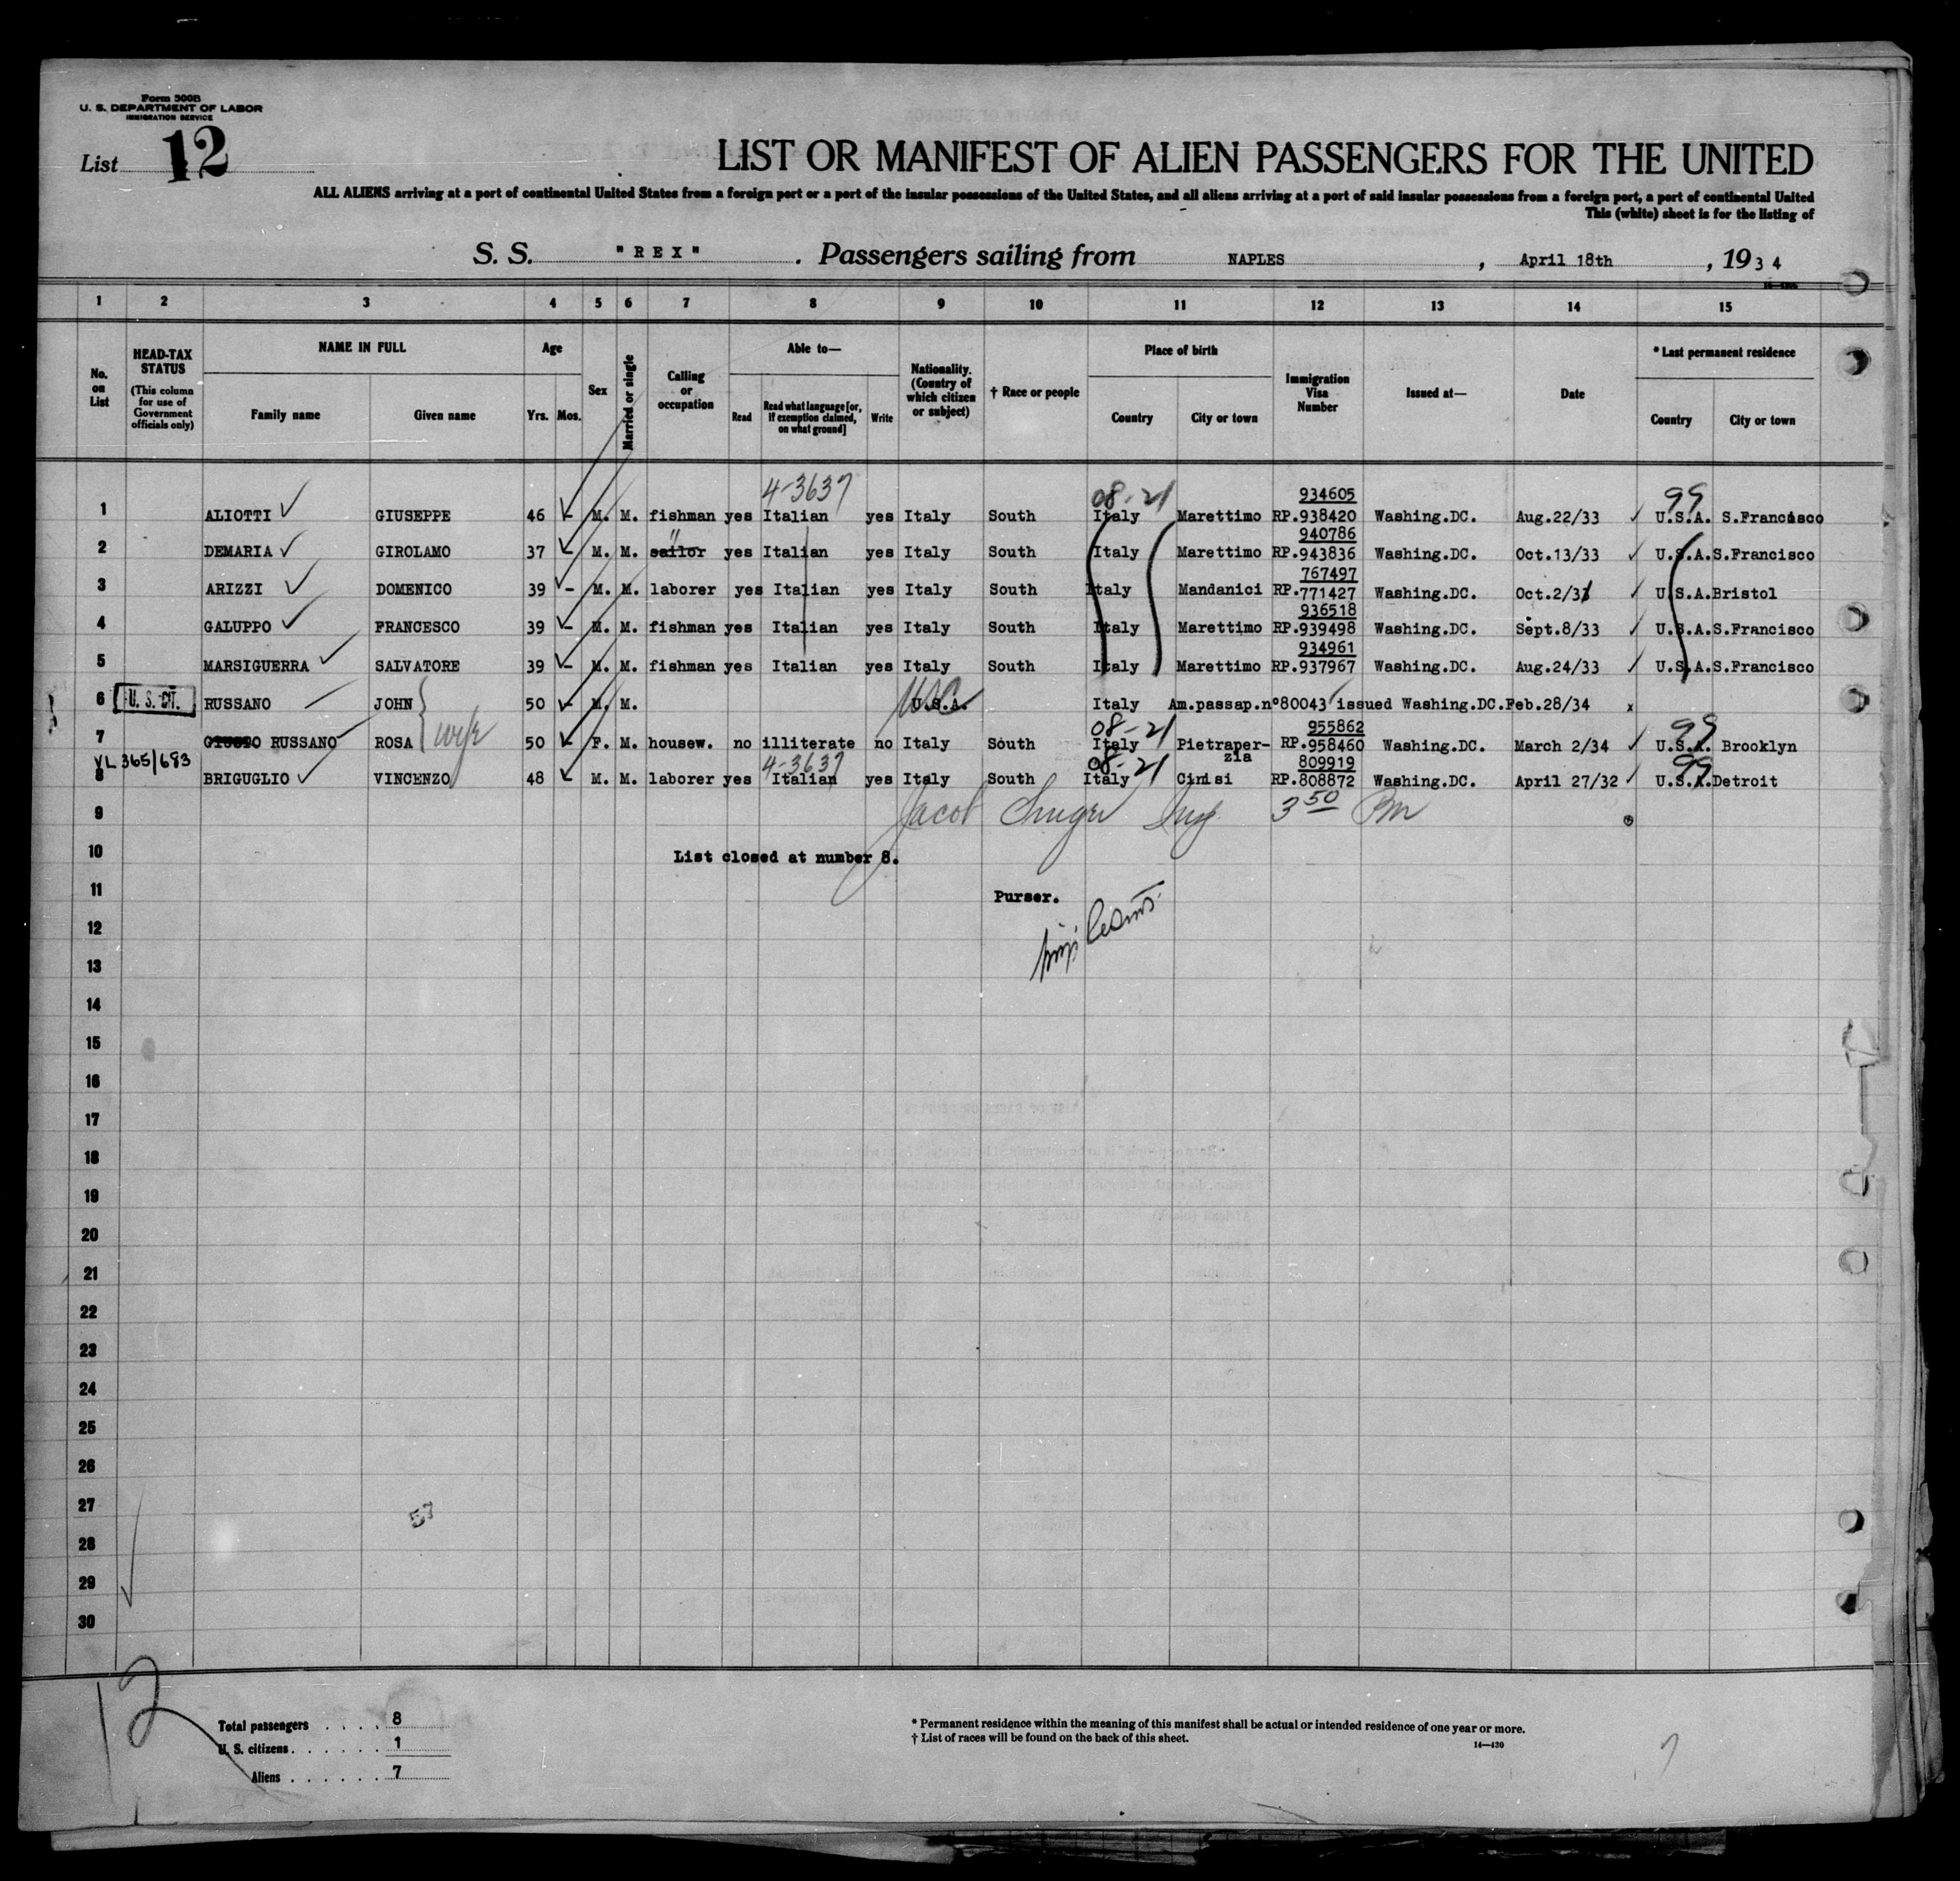 Form 500B
U. S. DEPARTMENT OF LABOR
IMMIGRATION SERVICE
List 12
LIST OR MANIFEST OF ALIEN PASSENGERS FOR THE UNITED
ALL ALIENS arriving at a port of continental United States from a foreign port or a port of the insular possessions of the United States, and all aliens arriving at a port of said insular possessions from a foreign port, a port of continental United
This (white) sheet is for the listing of
S. S. "REX". Passengers sailing from NAPLES, April 18th, 1934
1 2 3 4 5 6 7 8 9 10 11 12 13 14 15
No. on List
HEAD-TAX STATUS (This column for use of Government officials only)
NAME IN FULL Family name Given name
Age Yrs. Mos.
Sex
Married or single
Calling or occupation
Able to— Read Read what language [or, if exemption claimed, on what ground] Write
Nationality. (Country of which citizen or subject)
† Race or people
Place of birth Country City or town
Immigration Visa Number
Issued at—
Date
* Last permanent residence Country City or town
4-3637 08-21 934605 99
1 ALIOTTI GIUSEPPE 46 - M. M. fishman yes Italian yes Italy South Italy Marettimo RP.938420 Washing.DC. Aug.22/33 U.S.A. S.Francisco
940786
2 DEMARIA GIROLAMO 37 - M. M. sailor " yes Italian yes Italy South Italy Marettimo RP.943836 Washing.DC. Oct.13/33 U.S.A.S.Francisco
767497
3 ARIZZI DOMENICO 39 - M. M. laborer yes Italian yes Italy South Italy Mandanici RP.771427 Washing.DC. Oct.2/31 U.S.A.Bristol
936518
4 GALUPPO FRANCESCO 39 - M. M. fishman yes Italian yes Italy South Italy Marettimo RP.939498 Washing.DC. Sept.8/33 U.S.A.S.Francisco
934961
5 MARSIGUERRA SALVATORE 39 - M. M. fishman yes Italian yes Italy South Italy Marettimo RP.937967 Washing.DC. Aug.24/33 U.S.A.S.Francisco
6 U. S. CIT. RUSSANO JOHN 50 - M. M. USC U.S.A. Italy Am.passap.n°80043 issued Washing.DC.Feb.28/34 x
wife 08-21 955862 99
7 GIUSTO RUSSANO ROSA 50 - F. M. housew. no illiterate no Italy South Italy Pietraperzia RP.958460 Washing.DC. March 2/34 U.S.A. Brooklyn
VL 365/683 4-3637 08-21 809919 99
8 BRIGUGLIO VINCENZO 48 M. M. laborer yes Italian yes Italy South Italy Cinisi RP.808872 Washing.DC. April 27/32 U.S.A.Detroit
9 Jacob 3 50 Pm
10 List closed at number 8.
11 Purser.
12
13
14
15
16
17
18
19
20
21
22
23
24
25
26
27 57
28
29
30
12
Total passengers . . . . 8
U. S. citizens . . . . . . 1
Aliens . . . . . . 7
* Permanent residence within the meaning of this manifest shall be actual or intended residence of one year or more.
† List of races will be found on the back of this sheet.
14—420